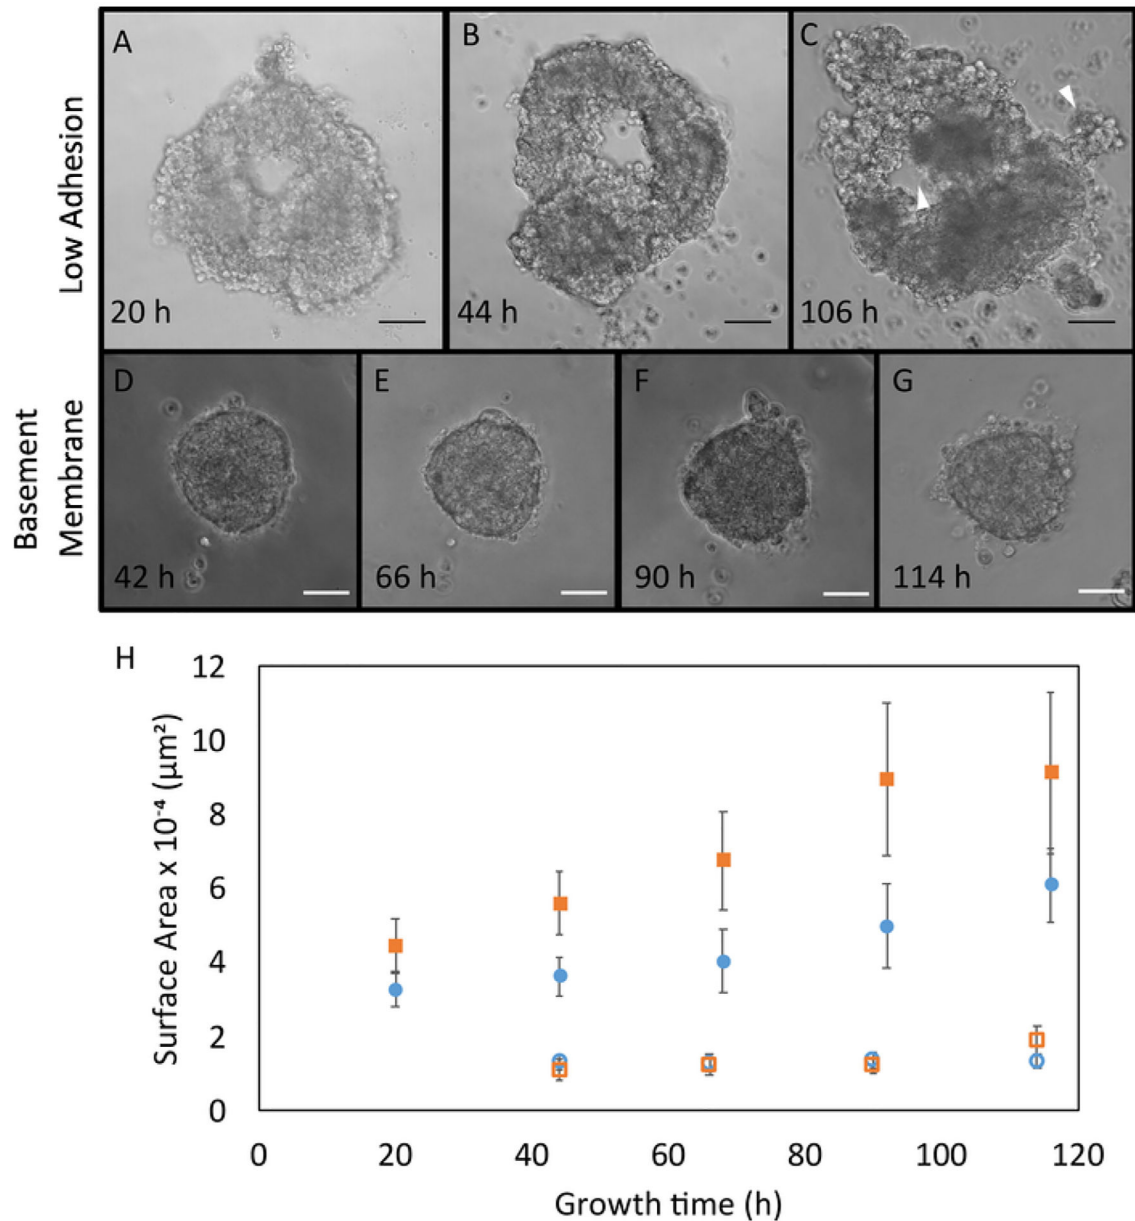 Low Adhesion
A
B
C
20 h
44 h
106 h
Basement
Membrane
D
E
F
G
42 h
66 h
90 h
114 h
H
Surface Area x 10⁻⁴ (µm²)
12
10
8
6
4
2
0
0 20 40 60 80 100 120
Growth time (h)